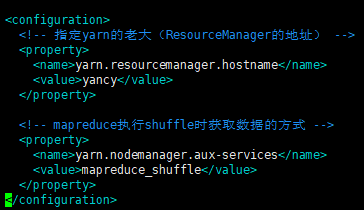 <configuration>
<!-- 指定yarn的老大（ResourceManager的地址） -->
<property>
<name>yarn.resourcemanager.hostname</name>
<value>yancy</value>
</property>
<!-- mapreduce执行shuffle时获取数据的方式 -->
<property>
<name>yarn.nodemanager.aux-services</name>
<value>mapreduce_shuffle</value>
</property>
</configuration>